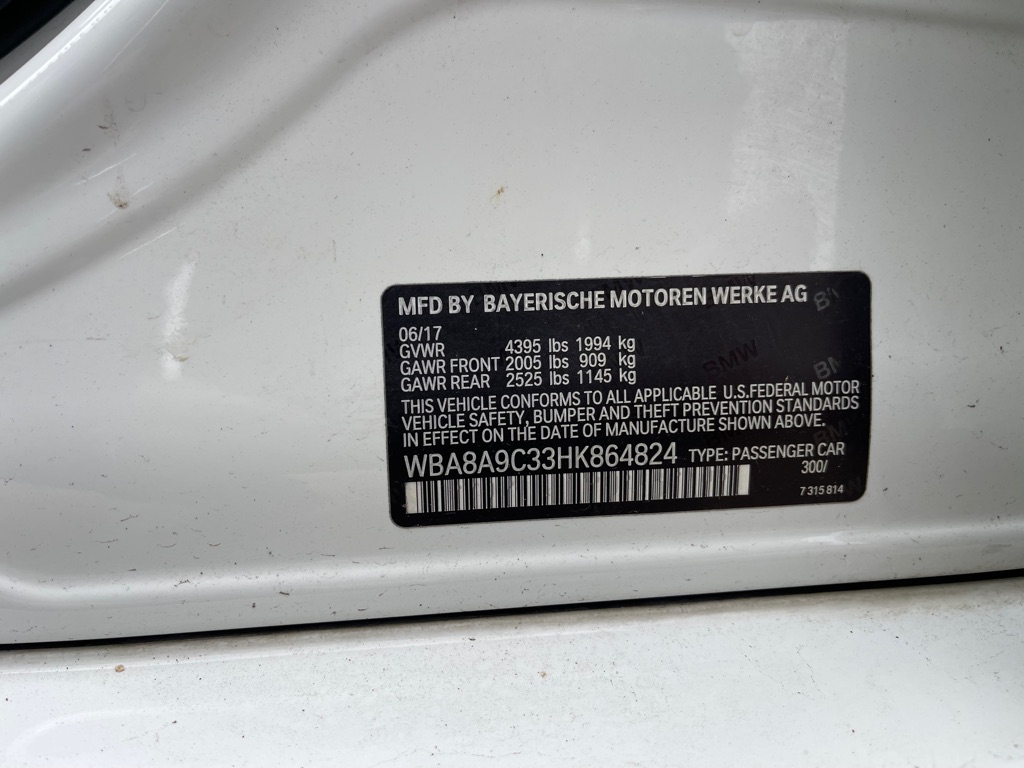 MFD BY BAYERISCHE MOTOREN WERKE AG
06/17
GVWR 4395 lbs 1994 kg
GAWR FRONT 2005 lbs 909 kg
GAWR REAR 2525 lbs 1145 kg
THIS VEHICLE CONFORMS TO ALL APPLICABLE U.S.FEDERAL MOTOR
VEHICLE SAFETY, BUMPER AND THEFT PREVENTION STANDARDS
IN EFFECT ON THE DATE OF MANUFACTURE SHOWN ABOVE.
WBA8A9C33HK864824 TYPE: PASSENGER CAR
300/
7 315 814